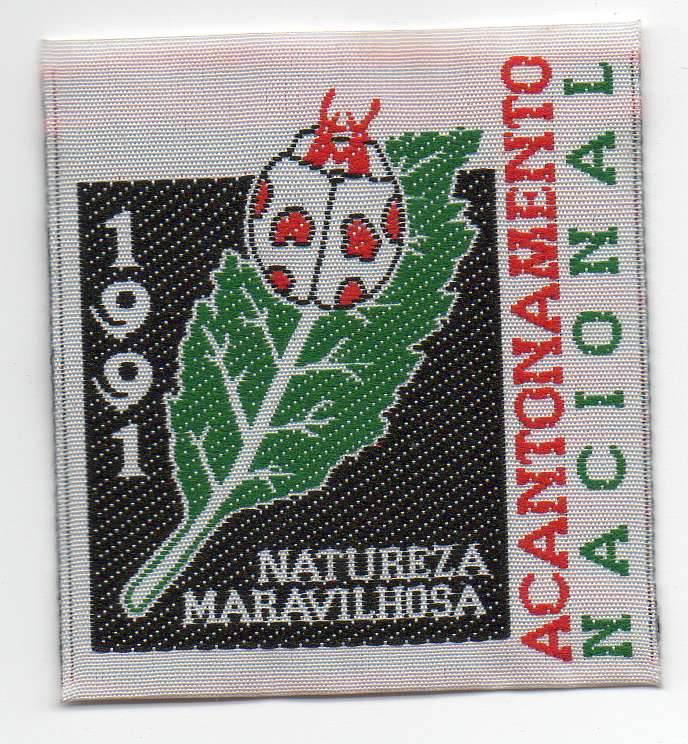 1991
NATUREZA
MARAVILHOSA
ACANTONAMENTO
NACIONAL